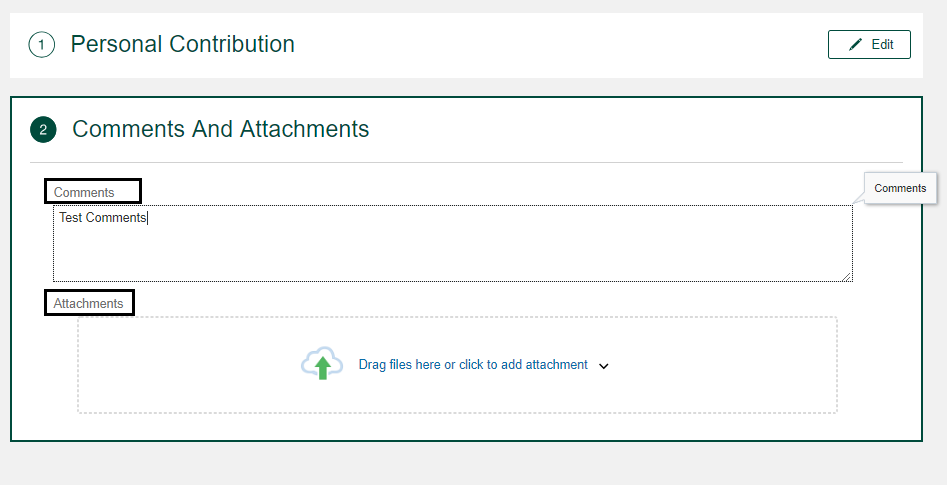 1 Personal Contribution
Edit
2 Comments And Attachments
Comments
Comments
Test Comments
Attachments
Drag files here or click to add attachment